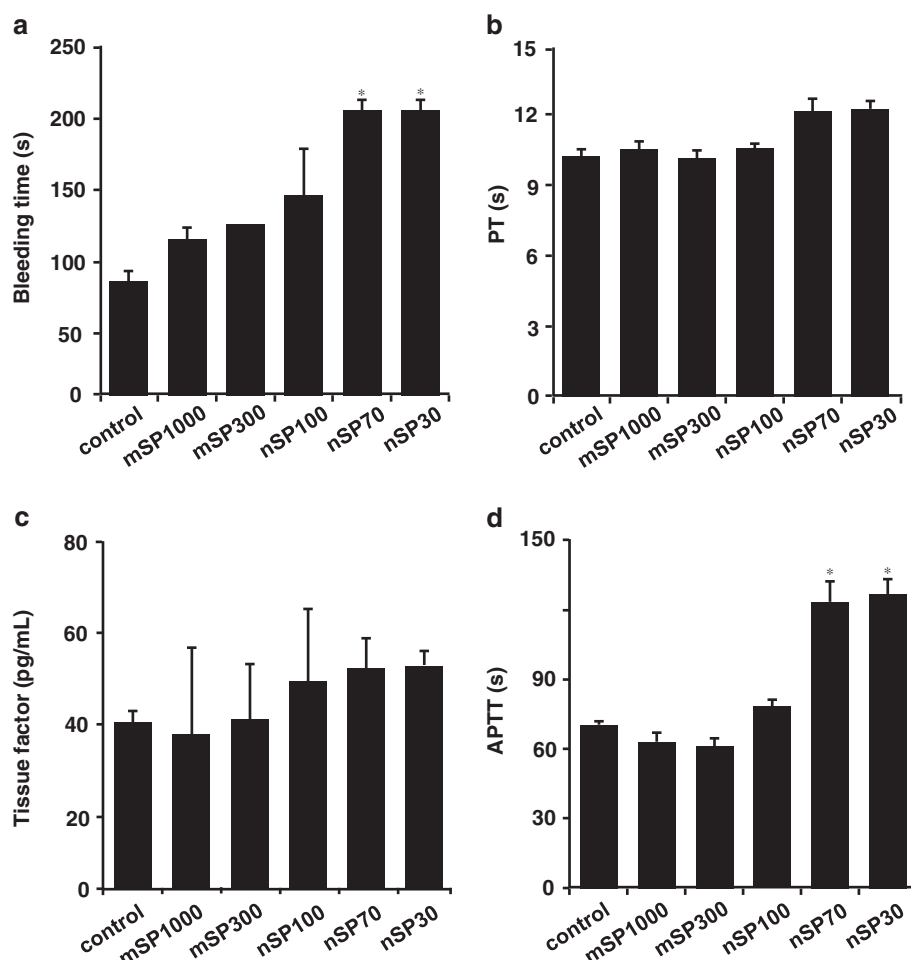 a
250
200
150
100
50
0
Bleeding time (s)
* *
control mSP1000 mSP300 nSP100 nSP70 nSP30
b
15
12
9
6
3
0
PT (s)
control mSP1000 mSP300 nSP100 nSP70 nSP30
c
80
60
40
20
0
Tissue factor (pg/mL)
control mSP1000 mSP300 nSP100 nSP70 nSP30
d
150
90
60
30
0
APTT (s)
* *
control mSP1000 mSP300 nSP100 nSP70 nSP30